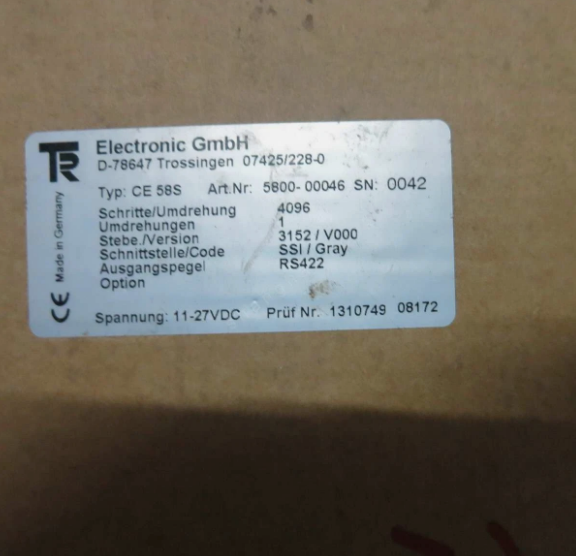 TR Electronic GmbH
D-78647 Trossingen 07425/228-0
Typ: CE 58S Art.Nr: 5800-00046 SN: 0042
Schritte/Umdrehung 4096
Umdrehungen 1
Stebe./Version 3152 / V000
Schnittstelle/Code SSI / Gray
Ausgangspegel RS422
Option
Spannung: 11-27VDC Prüf Nr. 1310749 08172
Made in Germany
CE